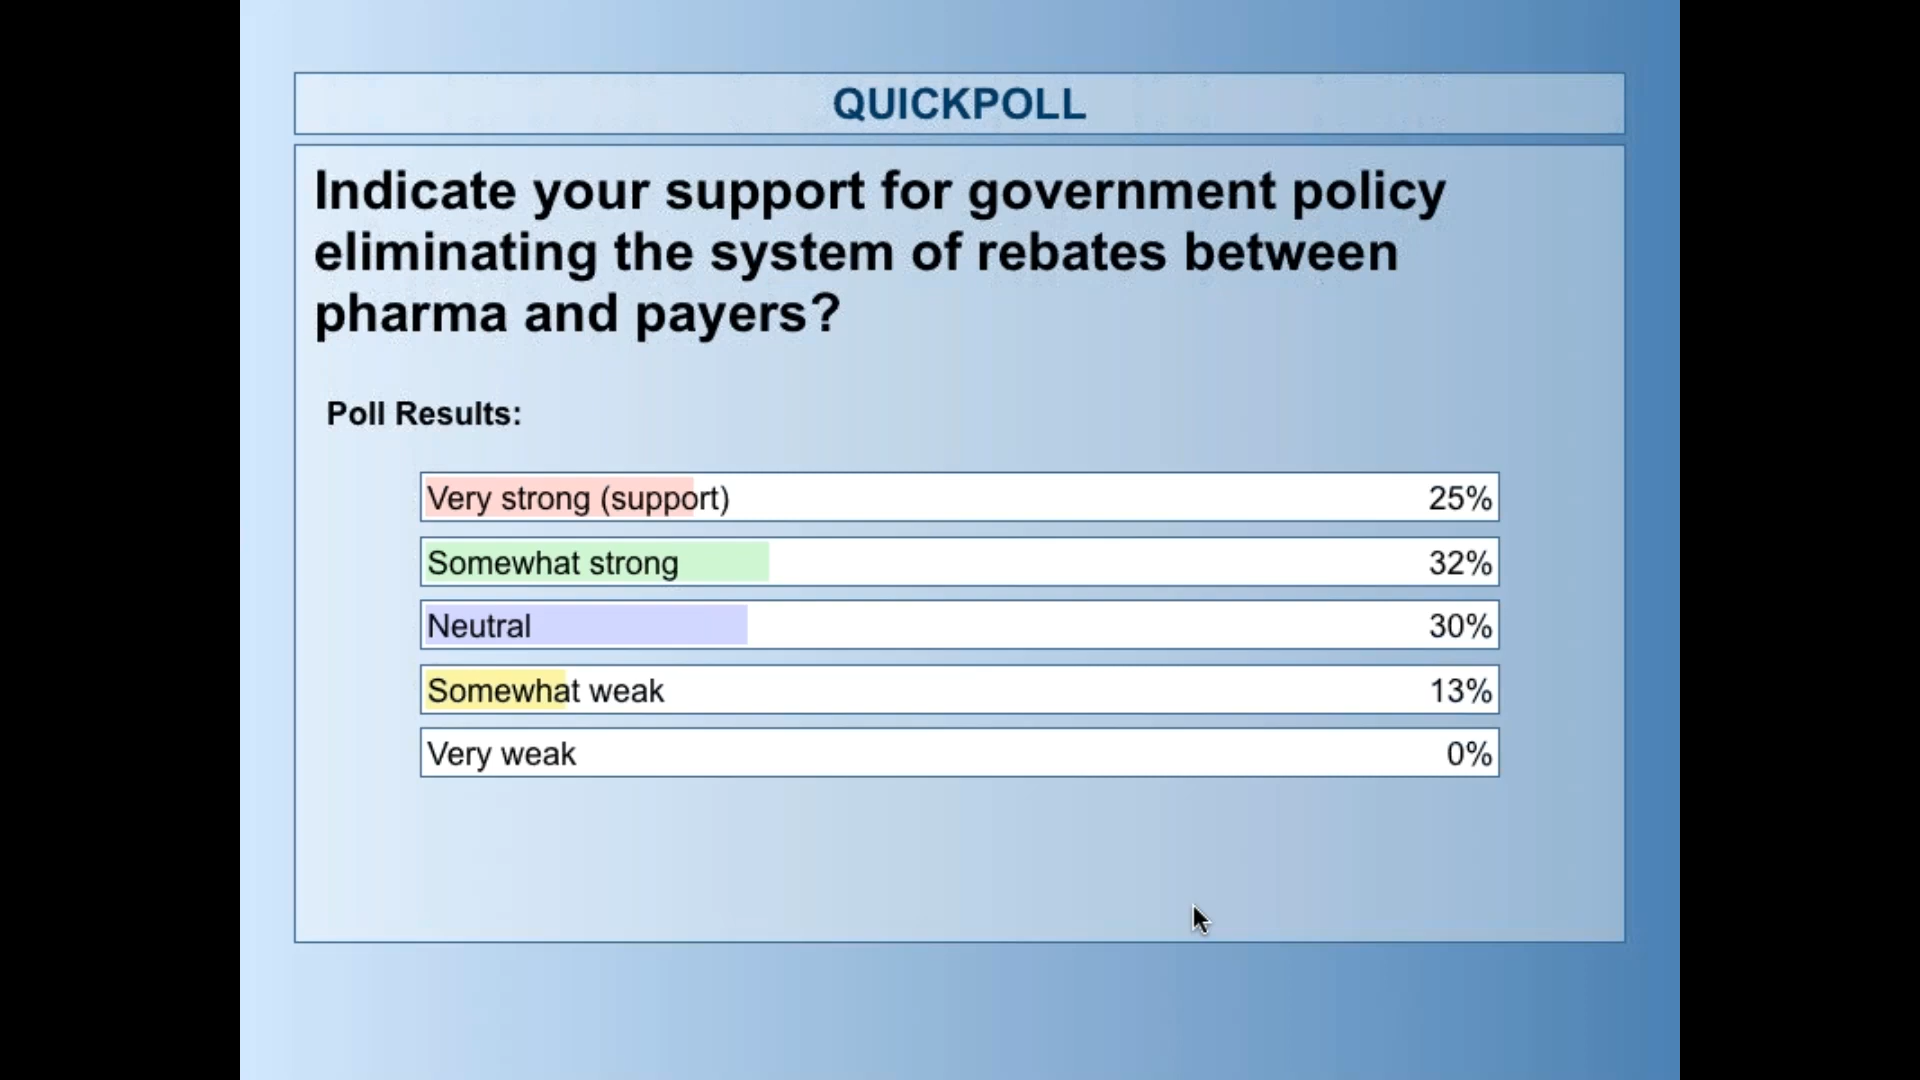 QUICKPOLL
Indicate your support for government policy
eliminating the system of rebates between
pharma and payers?
Poll Results:
Very strong (support) 25%
Somewhat strong 32%
Neutral 30%
Somewhat weak 13%
Very weak 0%